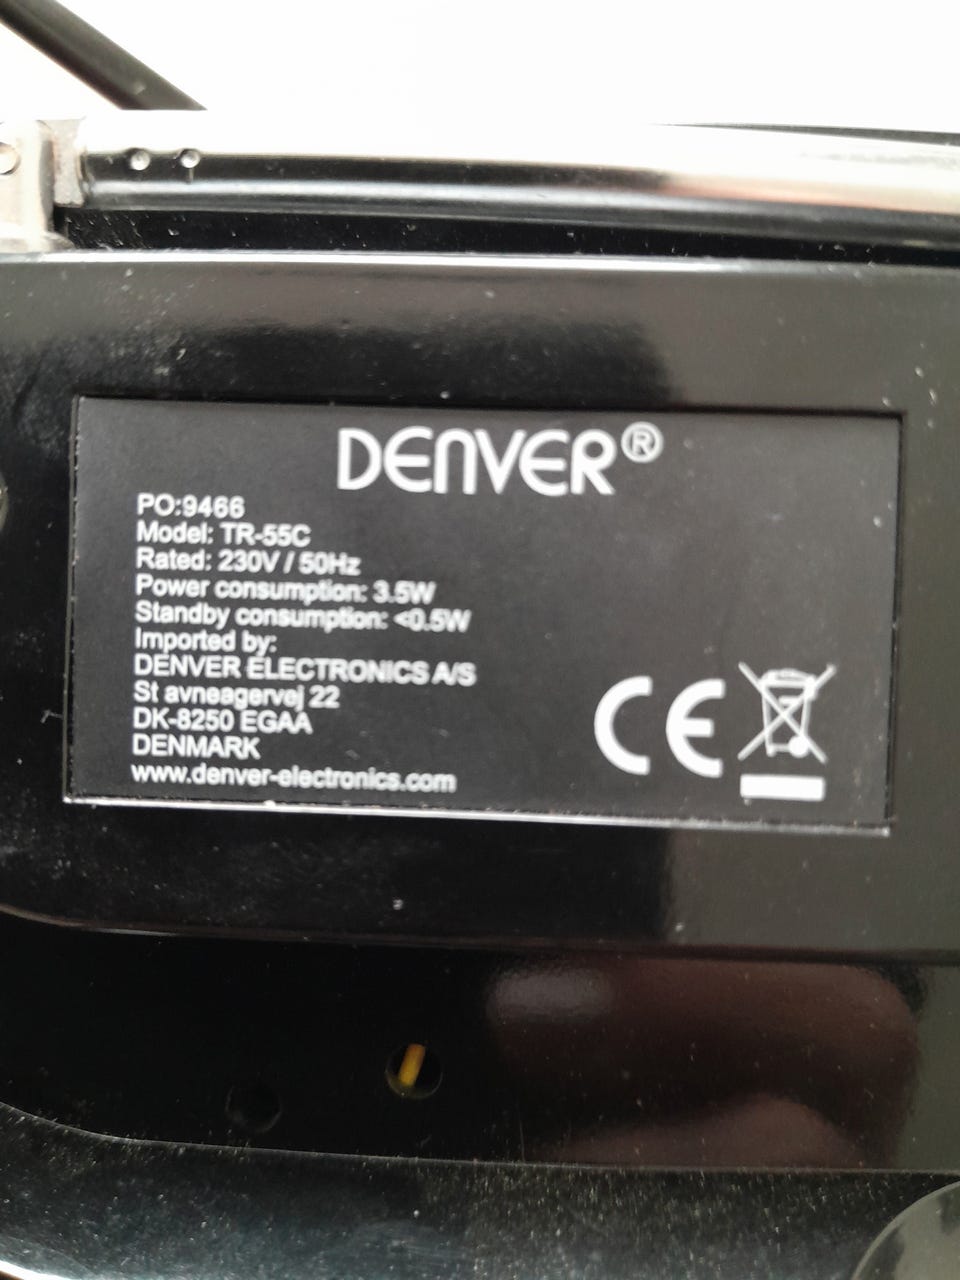 DENVER®
PO:9466
Model: TR-55C
Rated: 230V / 50Hz
Power consumption: 3.5W
Standby consumption: <0.5W
Imported by:
DENVER ELECTRONICS A/S
St avneagervej 22
DK-8250 EGAA
DENMARK
www.denver-electronics.com
CE